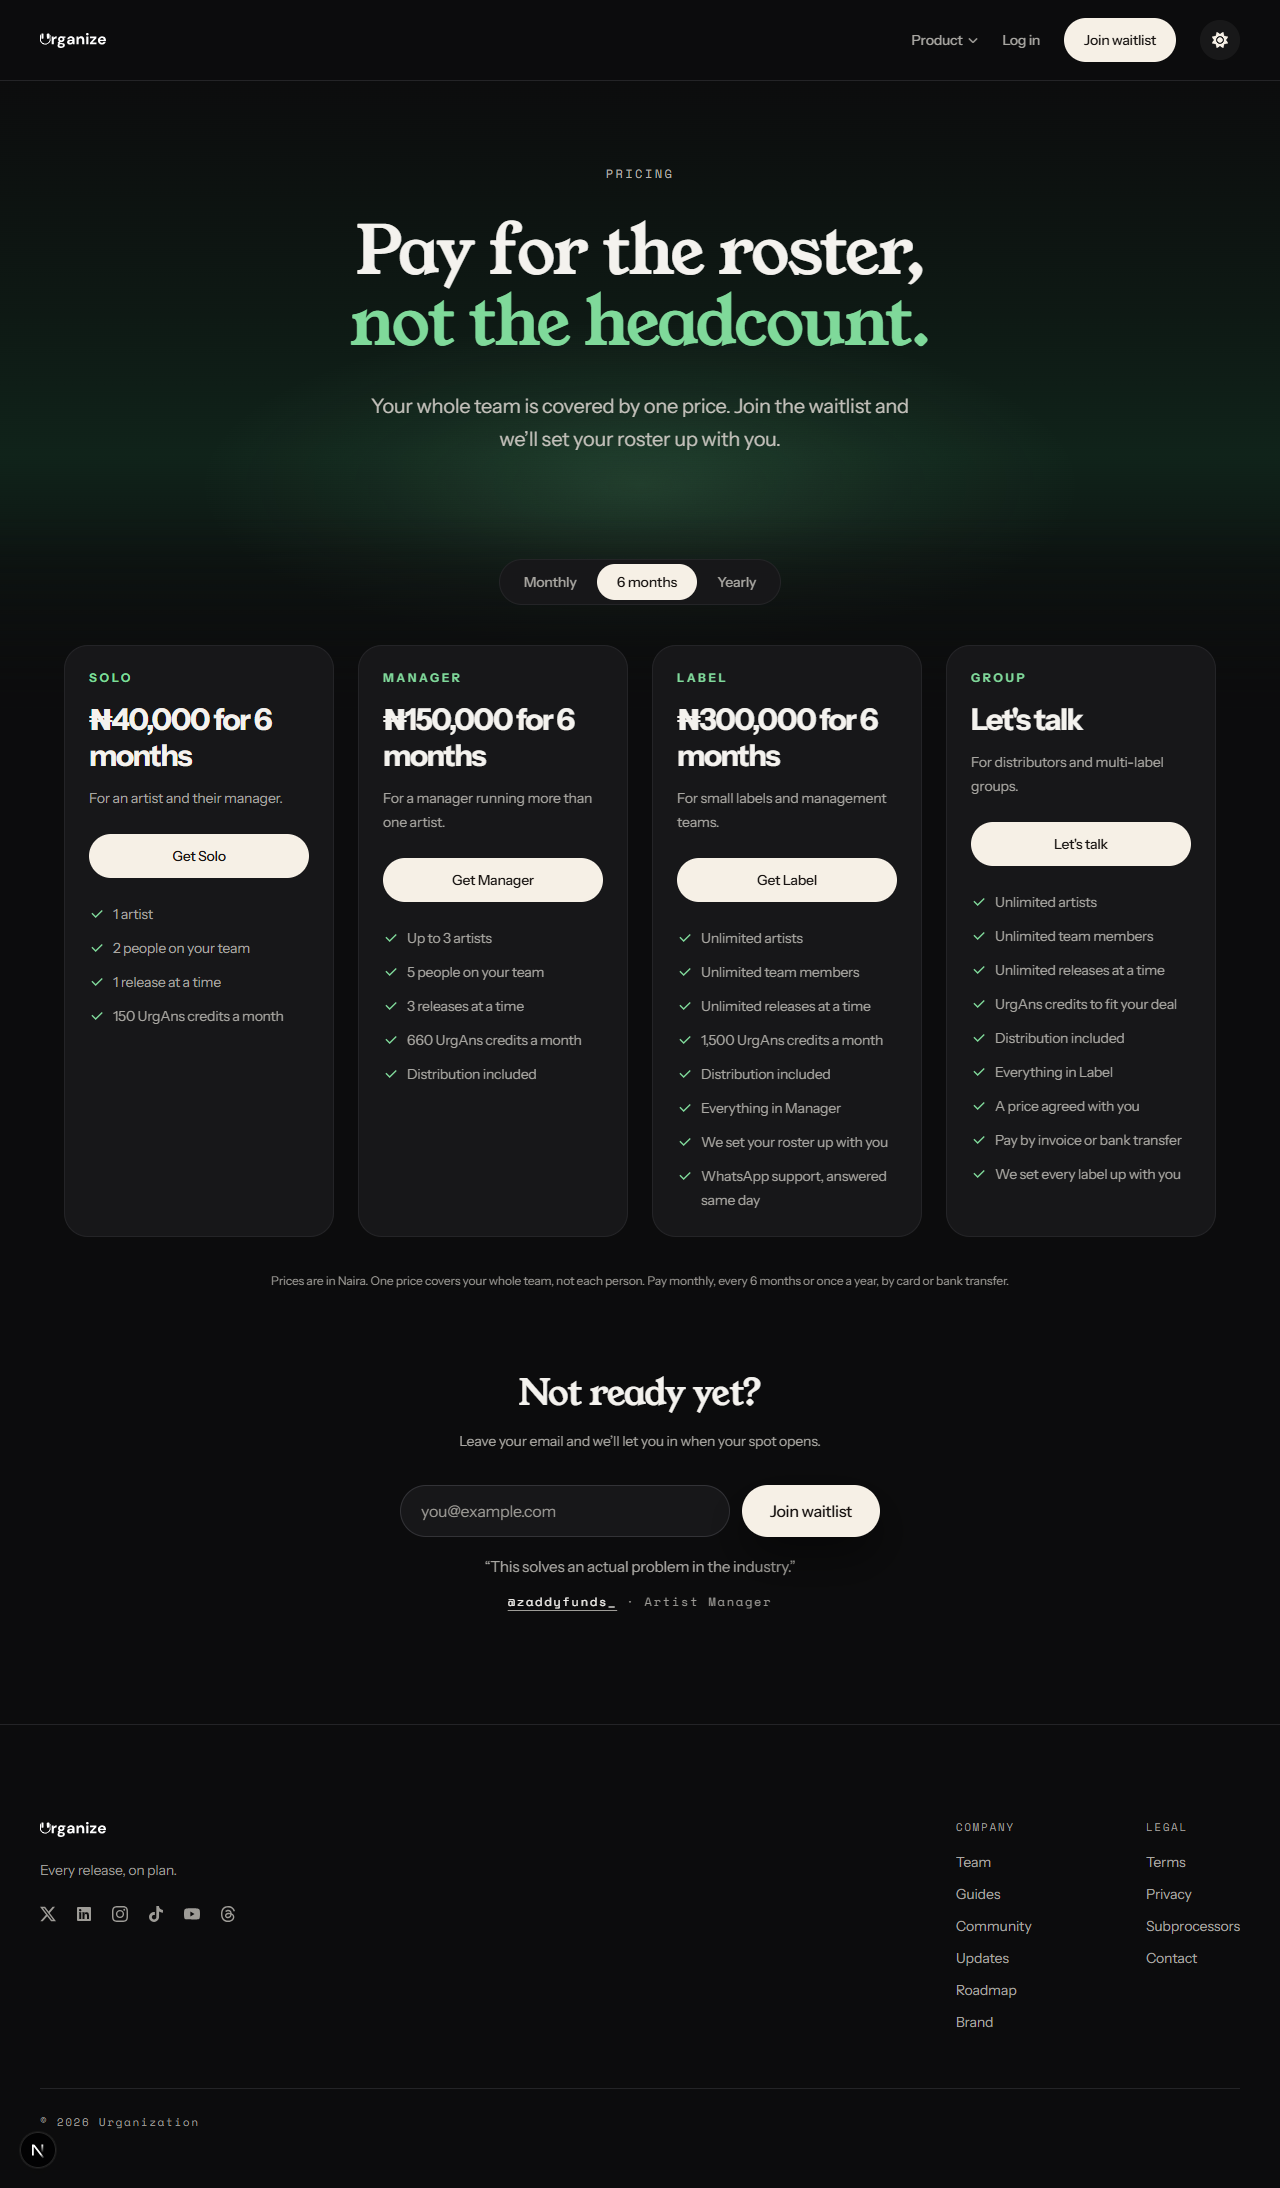 Urganize
Product
Log in
Join waitlist
PRICING
Pay for the roster,
not the headcount.
Your whole team is covered by one price. Join the waitlist and
we’ll set your roster up with you.
Monthly
6 months
Yearly
SOLO
₦40,000 for 6
months
For an artist and their manager.
Get Solo
1 artist
2 people on your team
1 release at a time
150 UrgAns credits a month
MANAGER
₦150,000 for 6
months
For a manager running more than
one artist.
Get Manager
Up to 3 artists
5 people on your team
3 releases at a time
660 UrgAns credits a month
Distribution included
LABEL
₦300,000 for 6
months
For small labels and management
teams.
Get Label
Unlimited artists
Unlimited team members
Unlimited releases at a time
1,500 UrgAns credits a month
Distribution included
Everything in Manager
We set your roster up with you
WhatsApp support, answered
same day
GROUP
Let's talk
For distributors and multi-label
groups.
Let's talk
Unlimited artists
Unlimited team members
Unlimited releases at a time
UrgAns credits to fit your deal
Distribution included
Everything in Label
A price agreed with you
Pay by invoice or bank transfer
We set every label up with you
Prices are in Naira. One price covers your whole team, not each person. Pay monthly, every 6 months or once a year, by card or bank transfer.
Not ready yet?
Leave your email and we’ll let you in when your spot opens.
you@example.com
Join waitlist
“This solves an actual problem in the industry.”
@zaddyfunds_ · Artist Manager
Urganize
Every release, on plan.
COMPANY
Team
Guides
Community
Updates
Roadmap
Brand
LEGAL
Terms
Privacy
Subprocessors
Contact
© 2026 Urganization
N